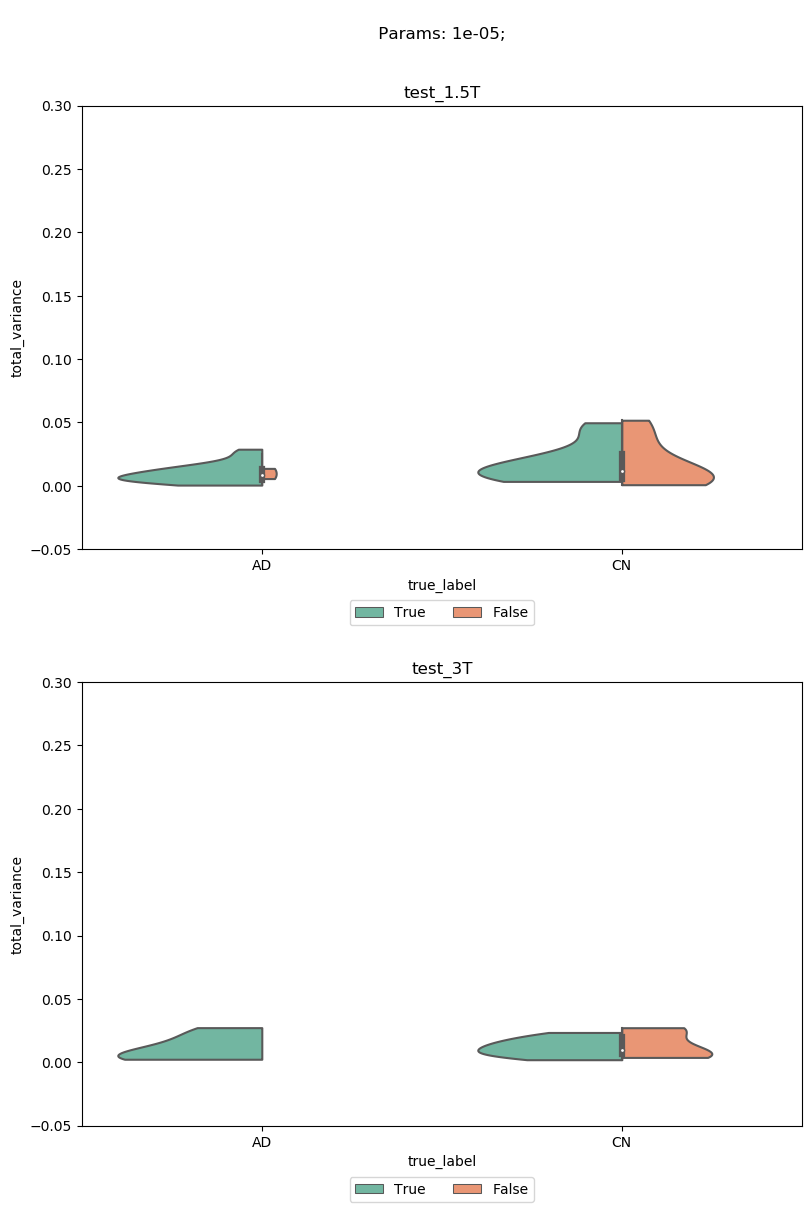 Params: 1e-05;
test_1.5T
0.30
0.25
0.20
0.15
0.10
0.05
0.00
−0.05
total_variance
AD
CN
true_label
True
False
test_3T
0.30
0.25
0.20
0.15
0.10
0.05
0.00
−0.05
total_variance
AD
CN
true_label
True
False